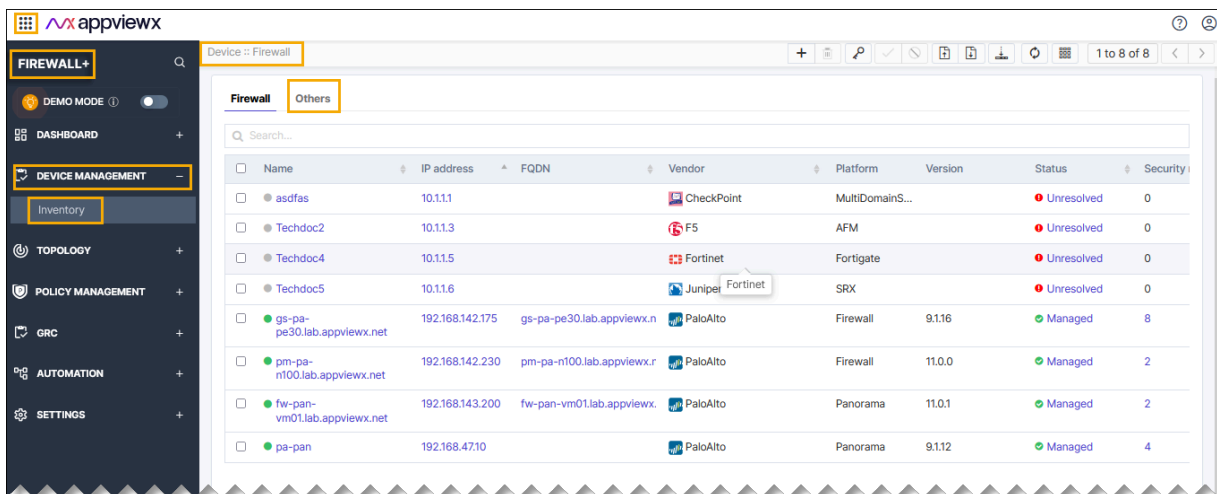 appviewx
FIREWALL+
Device :: Firewall
1 to 8 of 8
DEMO MODE
DASHBOARD +
DEVICE MANAGEMENT −
Inventory
TOPOLOGY +
POLICY MANAGEMENT +
GRC +
AUTOMATION +
SETTINGS +
Firewall Others
Search...
Name IP address FQDN Vendor Platform Version Status Security
asdfas 10.1.1.1 CheckPoint MultiDomainS... Unresolved 0
Techdoc2 10.1.1.3 F5 AFM Unresolved 0
Techdoc4 10.1.1.5 Fortinet Fortigate Unresolved 0
Techdoc5 10.1.1.6 Juniper SRX Unresolved 0
Fortinet
gs-pa-
pe30.lab.appviewx.net 192.168.142.175 gs-pa-pe30.lab.appviewx.n PaloAlto Firewall 9.1.16 Managed 8
pm-pa-
n100.lab.appviewx.net 192.168.142.230 pm-pa-n100.lab.appviewx.r PaloAlto Firewall 11.0.0 Managed 2
fw-pan-
vm01.lab.appviewx.net 192.168.143.200 fw-pan-vm01.lab.appviewx. PaloAlto Panorama 11.0.1 Managed 2
pa-pan 192.168.47.10 PaloAlto Panorama 9.1.12 Managed 4